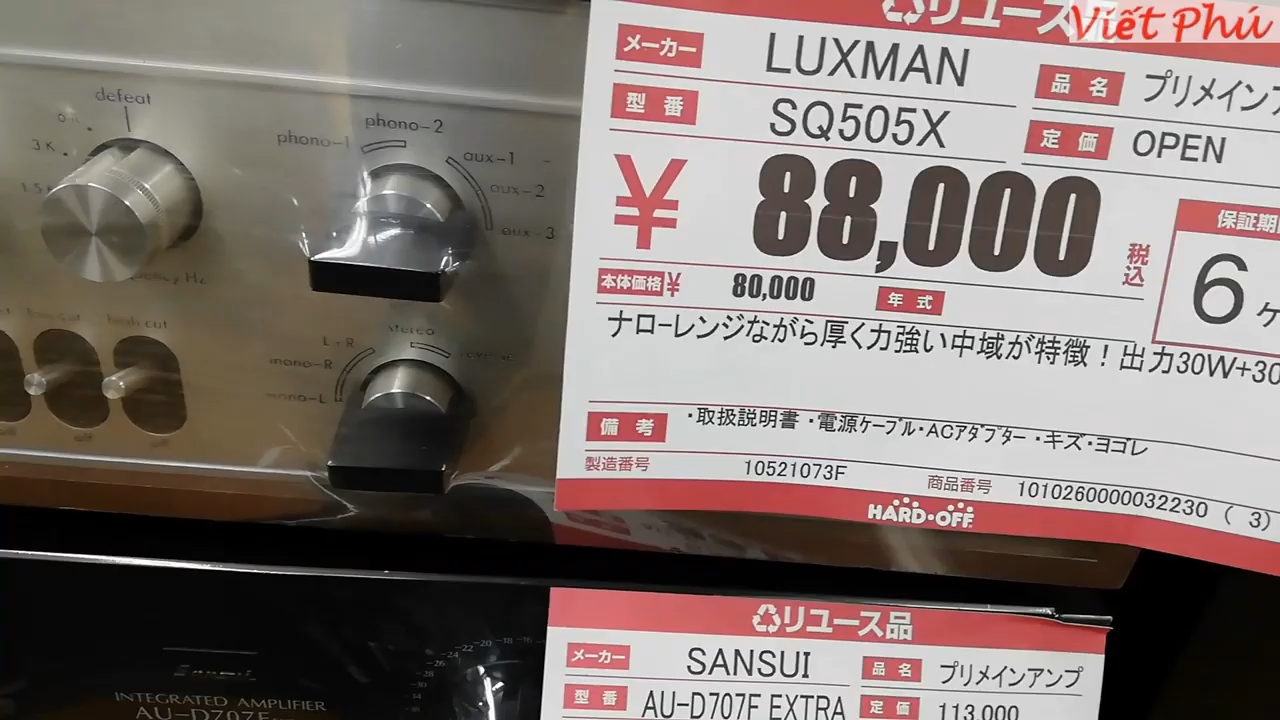 Viết Phú
defeat
3K
phono-1
phono-2
aux-1
aux-2
aux-3
high cut
stereo
L+R
mono-R
mono-L
off
リユース品
メーカー LUXMAN
品名 プリメインア
型番 SQ505X
定価 OPEN
¥ 88,000 税込
保証期
6ヶ
本体価格¥ 80,000 年式
ナローレンジながら厚く力強い中域が特徴！出力30W+30
備考 ・取扱説明書・電源ケーブル・ACアダプター・キズ・ヨゴレ
製造番号 10521073F 商品番号 1010260000032230 ( 3)
HARD・OFF
リユース品
メーカー SANSUI 品名 プリメインアンプ
型番 AU-D707F EXTRA 定価 113,000
Sansui
INTEGRATED AMPLIFIER
AU-D707F